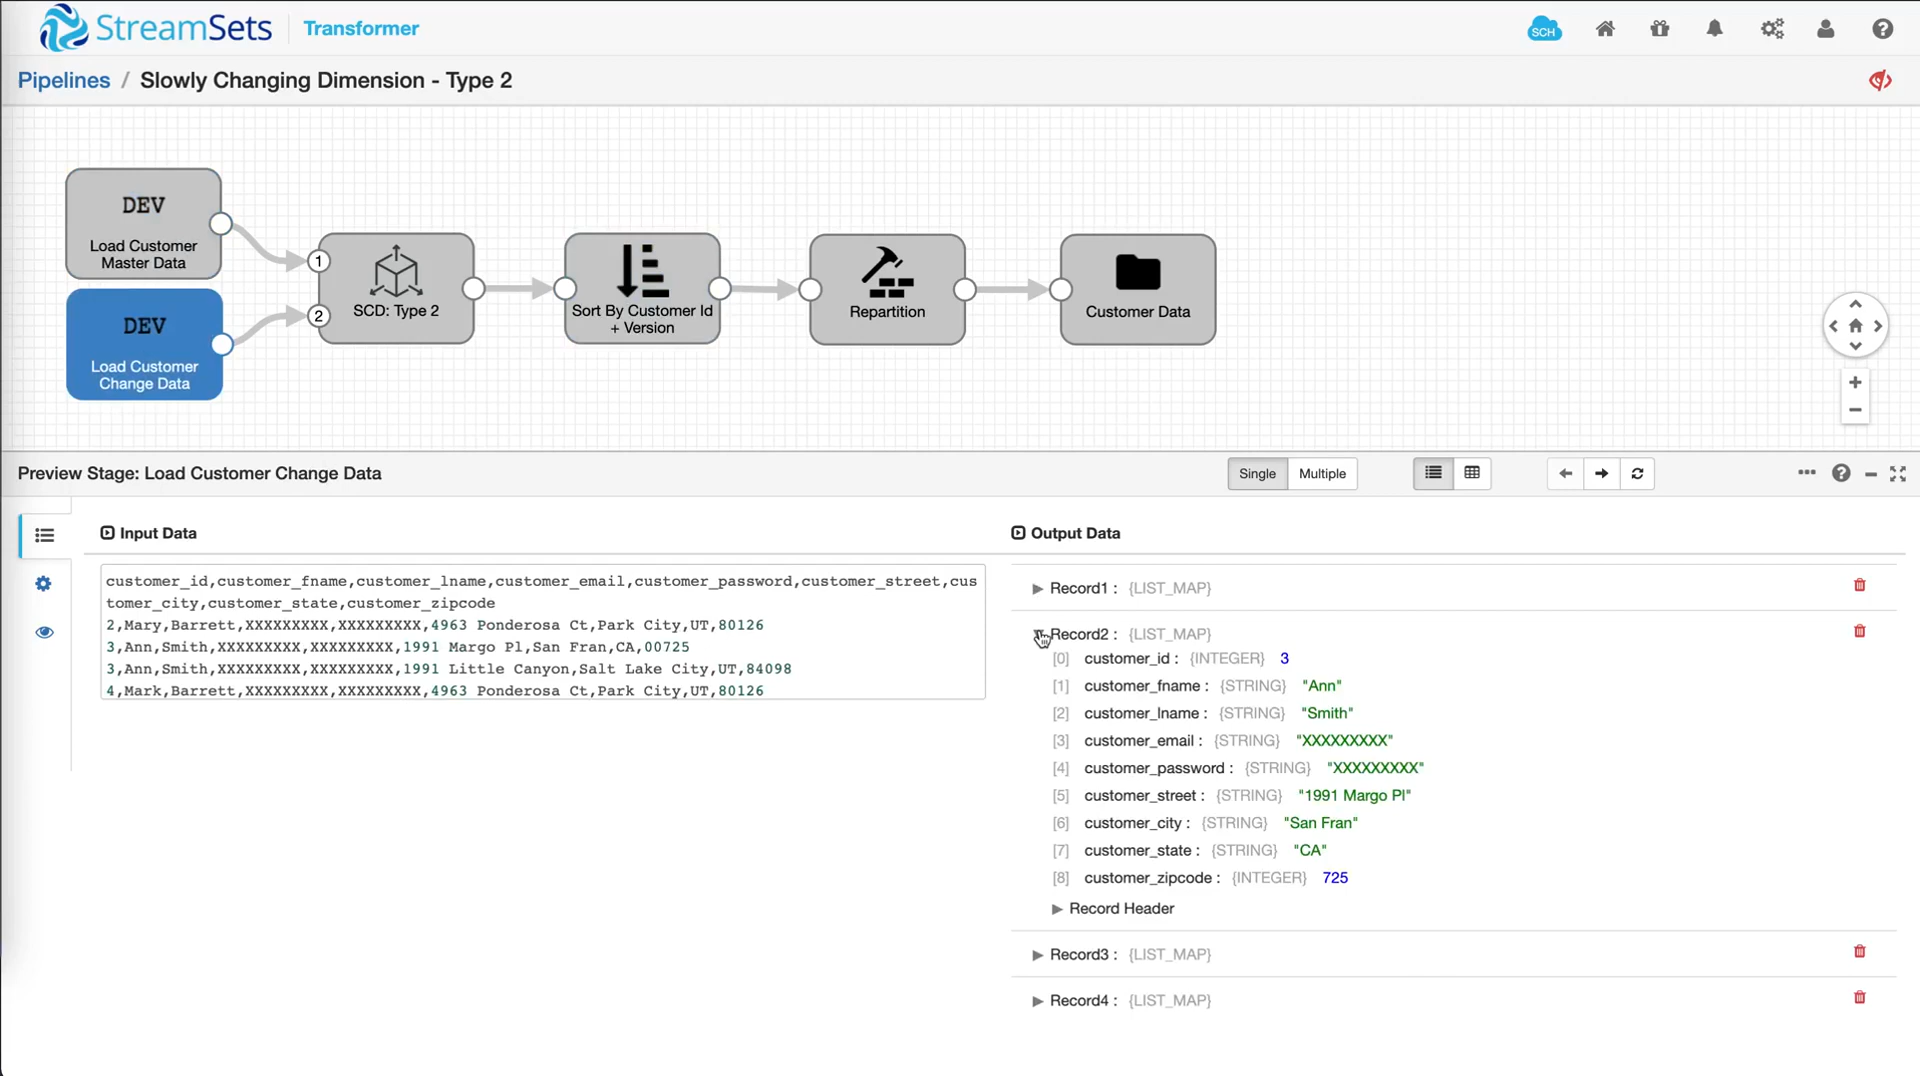 StreamSets
Transformer
SCH
Pipelines / Slowly Changing Dimension - Type 2
DEV
Load Customer
Master Data
DEV
Load Customer
Change Data
1
2
SCD: Type 2
Sort By Customer Id
+ Version
Repartition
Customer Data
Preview Stage: Load Customer Change Data
Single
Multiple
Input Data
customer_id,customer_fname,customer_lname,customer_email,customer_password,customer_street,cus
tomer_city,customer_state,customer_zipcode
2,Mary,Barrett,XXXXXXXXX,XXXXXXXXX,4963 Ponderosa Ct,Park City,UT,80126
3,Ann,Smith,XXXXXXXXX,XXXXXXXXX,1991 Margo Pl,San Fran,CA,00725
3,Ann,Smith,XXXXXXXXX,XXXXXXXXX,1991 Little Canyon,Salt Lake City,UT,84098
4,Mark,Barrett,XXXXXXXXX,XXXXXXXXX,4963 Ponderosa Ct,Park City,UT,80126
Output Data
Record1 : {LIST_MAP}
Record2 : {LIST_MAP}
[0] customer_id : {INTEGER} 3
[1] customer_fname : {STRING} "Ann"
[2] customer_lname : {STRING} "Smith"
[3] customer_email : {STRING} "XXXXXXXXX"
[4] customer_password : {STRING} "XXXXXXXXX"
[5] customer_street : {STRING} "1991 Margo Pl"
[6] customer_city : {STRING} "San Fran"
[7] customer_state : {STRING} "CA"
[8] customer_zipcode : {INTEGER} 725
Record Header
Record3 : {LIST_MAP}
Record4 : {LIST_MAP}